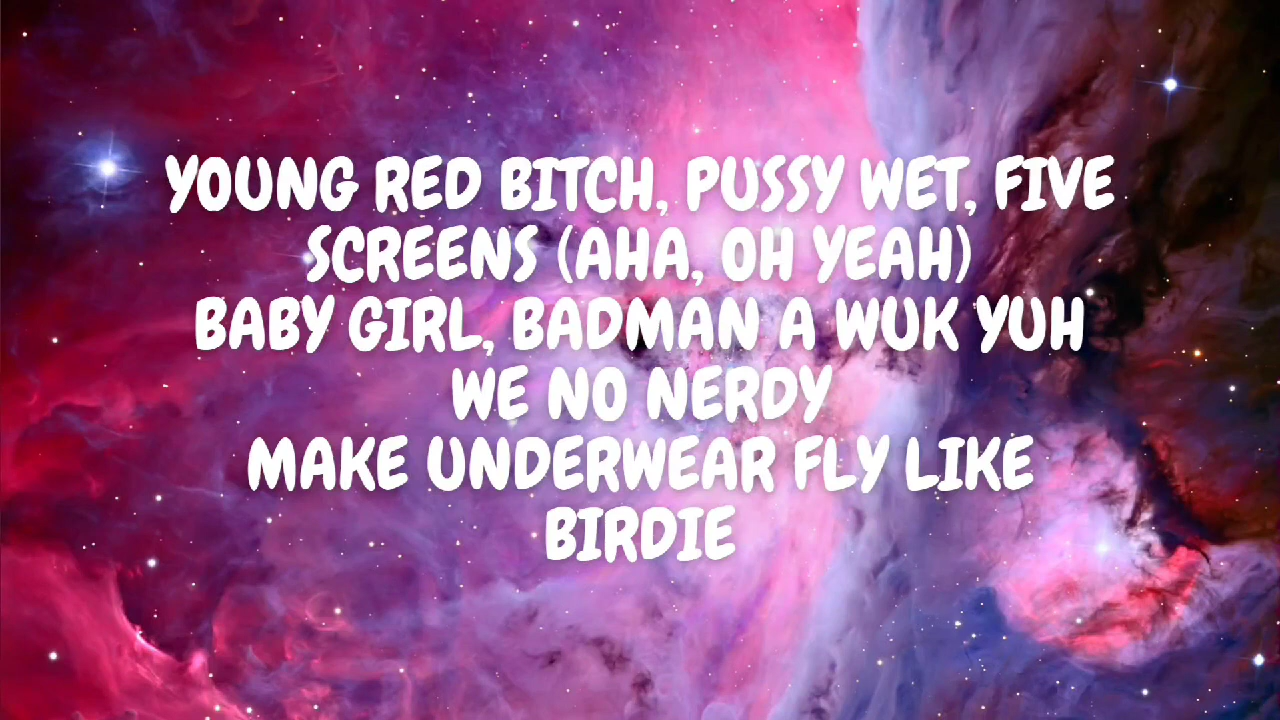 YOUNG RED BITCH, PUSSY WET, FIVE
SCREENS (AHA, OH YEAH)
BABY GIRL, BADMAN A WUK YUH
WE NO NERDY
MAKE UNDERWEAR FLY LIKE
BIRDIE